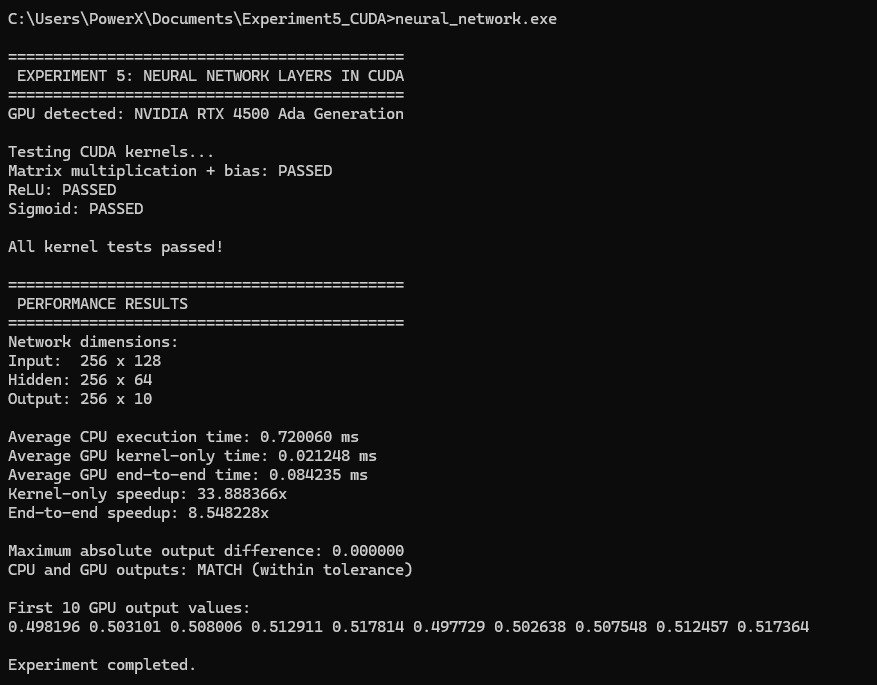 C:\Users\PowerX\Documents\Experiment5_CUDA>neural_network.exe
============================================
EXPERIMENT 5: NEURAL NETWORK LAYERS IN CUDA
============================================
GPU detected: NVIDIA RTX 4500 Ada Generation
Testing CUDA kernels...
Matrix multiplication + bias: PASSED
ReLU: PASSED
Sigmoid: PASSED
All kernel tests passed!
============================================
PERFORMANCE RESULTS
============================================
Network dimensions:
Input:  256 x 128
Hidden: 256 x 64
Output: 256 x 10
Average CPU execution time: 0.720060 ms
Average GPU kernel-only time: 0.021248 ms
Average GPU end-to-end time: 0.084235 ms
Kernel-only speedup: 33.888366x
End-to-end speedup: 8.548228x
Maximum absolute output difference: 0.000000
CPU and GPU outputs: MATCH (within tolerance)
First 10 GPU output values:
0.498196 0.503101 0.508006 0.512911 0.517814 0.497729 0.502638 0.507548 0.512457 0.517364
Experiment completed.